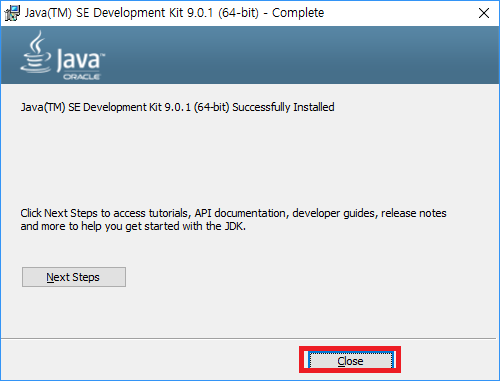 Java(TM) SE Development Kit 9.0.1 (64-bit) - Complete
Java
ORACLE
Java(TM) SE Development Kit 9.0.1 (64-bit) Successfully Installed
Click Next Steps to access tutorials, API documentation, developer guides, release notes
and more to help you get started with the JDK.
Next Steps
Close